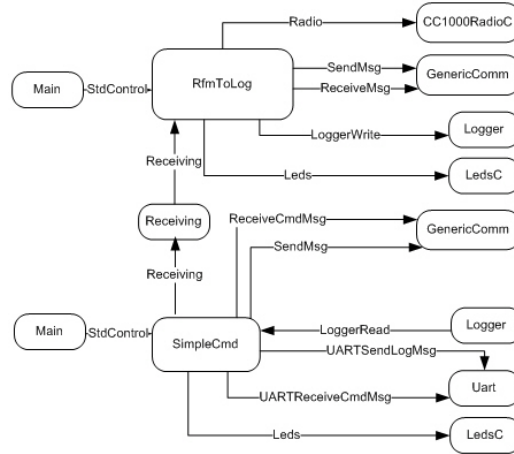 Radio
CC1000RadioC
Main
StdControl
RfmToLog
SendMsg
ReceiveMsg
GenericComm
LoggerWrite
Logger
Leds
LedsC
Receiving
Receiving
Receiving
ReceiveCmdMsg
SendMsg
GenericComm
Main
StdControl
SimpleCmd
LoggerRead
Logger
UARTSendLogMsg
UARTReceiveCmdMsg
Uart
Leds
LedsC